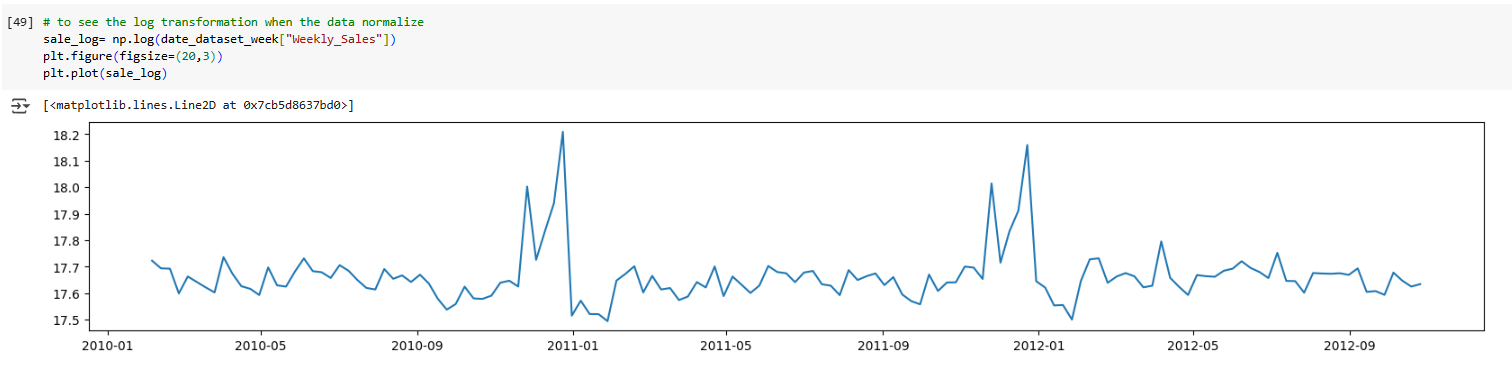 [49] # to see the log transformation when the data normalize
sale_log= np.log(date_dataset_week["Weekly_Sales"])
plt.figure(figsize=(20,3))
plt.plot(sale_log)
[<matplotlib.lines.Line2D at 0x7cb5d8637bd0>]
18.2
18.1
18.0
17.9
17.8
17.7
17.6
17.5
2010-01 2010-05 2010-09 2011-01 2011-05 2011-09 2012-01 2012-05 2012-09